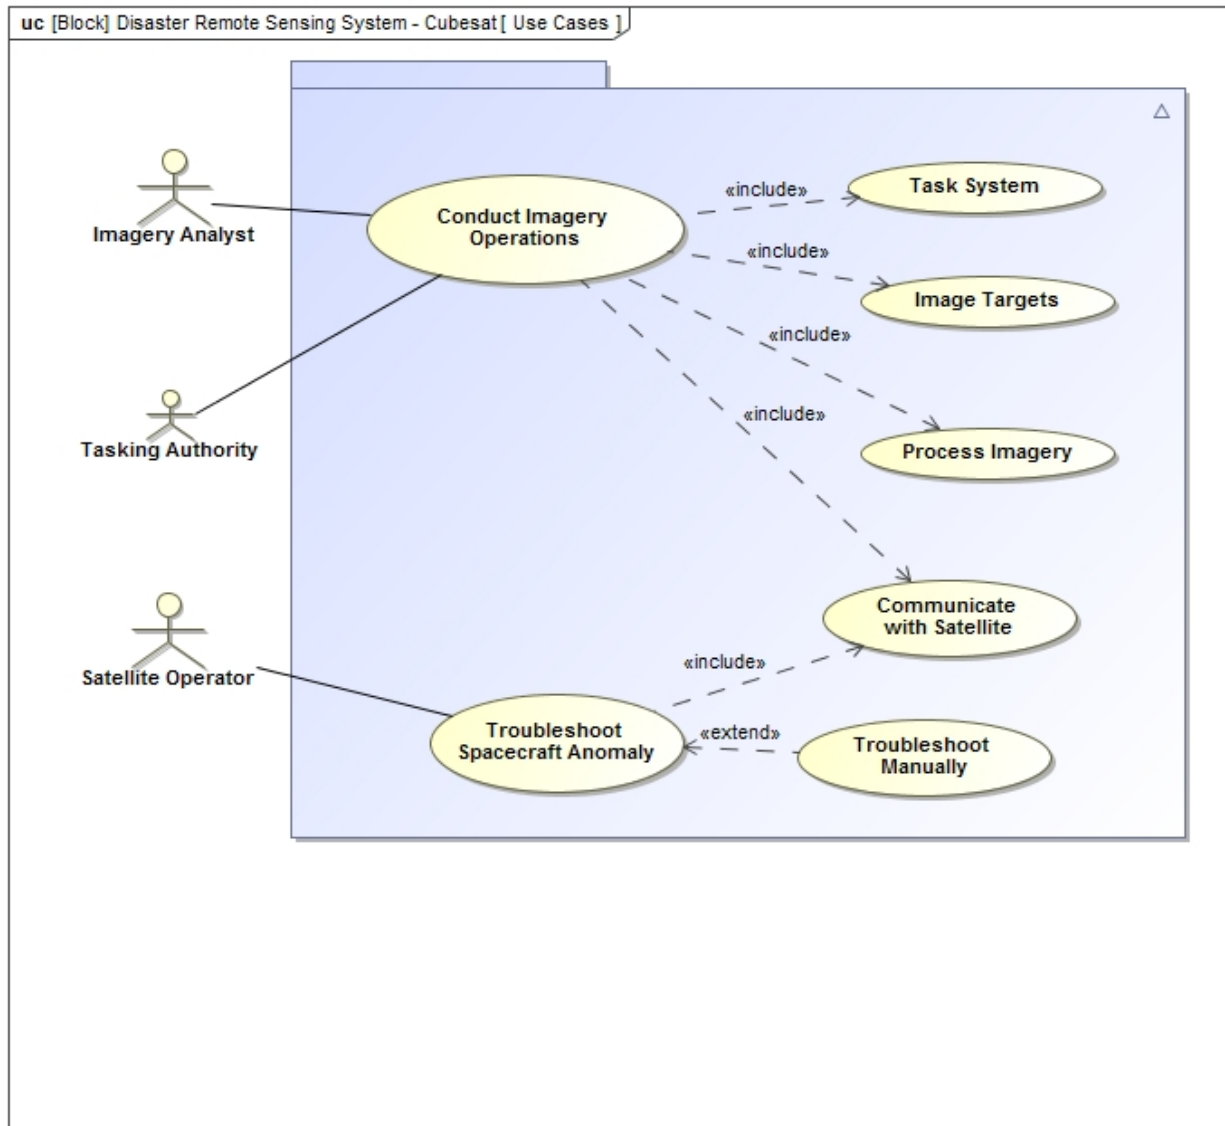 uc [Block] Disaster Remote Sensing System - Cubesat [ Use Cases ]
Imagery Analyst
Conduct Imagery
Operations
«include»
Task System
«include»
Image Targets
«include»
Process Imagery
Tasking Authority
«include»
Communicate
with Satellite
Satellite Operator
«include»
Troubleshoot
Spacecraft Anomaly
«extend»
Troubleshoot
Manually